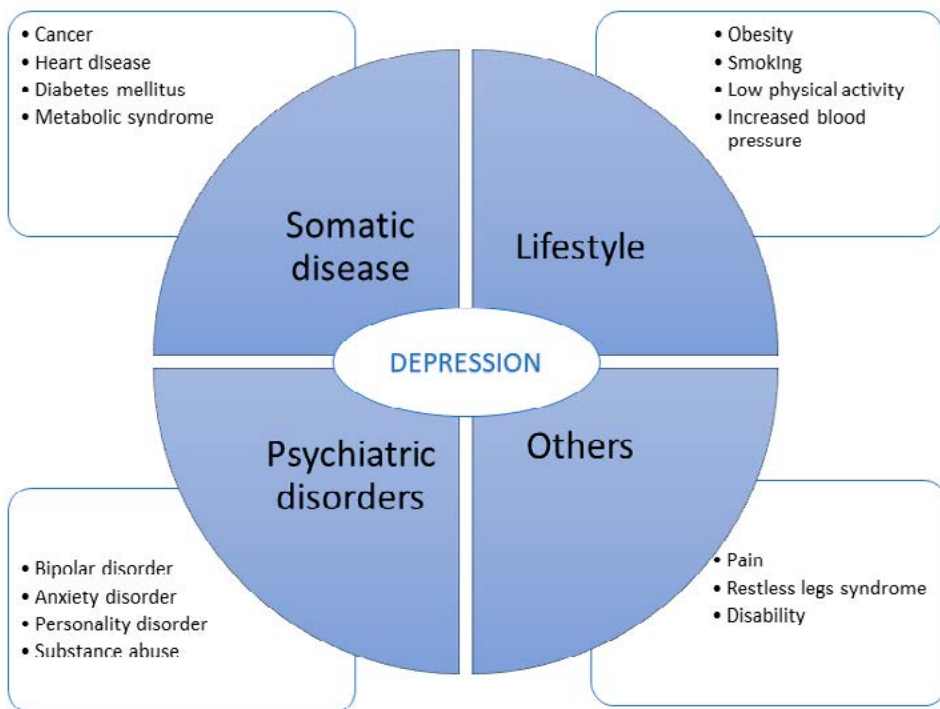 • Cancer
• Heart disease
• Diabetes mellitus
• Metabolic syndrome
• Obesity
• Smoking
• Low physical activity
• Increased blood
pressure
Somatic
disease
Lifestyle
DEPRESSION
Psychiatric
disorders
Others
• Bipolar disorder
• Anxiety disorder
• Personality disorder
• Substance abuse
• Pain
• Restless legs syndrome
• Disability